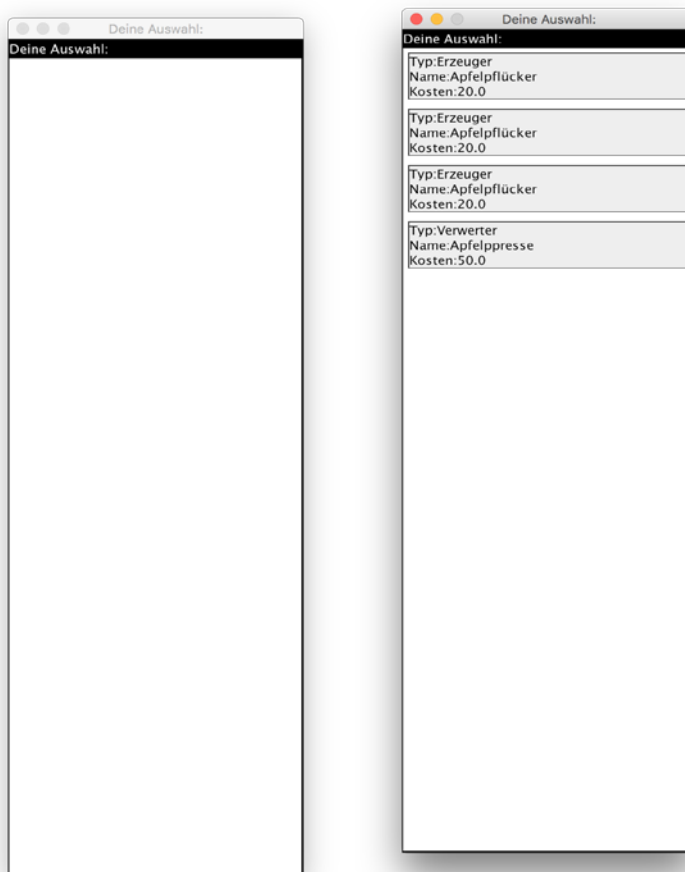 Deine Auswahl:
Deine Auswahl:
Deine Auswahl:
Deine Auswahl:
Typ:Erzeuger
Name:Apfelpflücker
Kosten:20.0
Typ:Erzeuger
Name:Apfelpflücker
Kosten:20.0
Typ:Erzeuger
Name:Apfelpflücker
Kosten:20.0
Typ:Verwerter
Name:Apfelppresse
Kosten:50.0